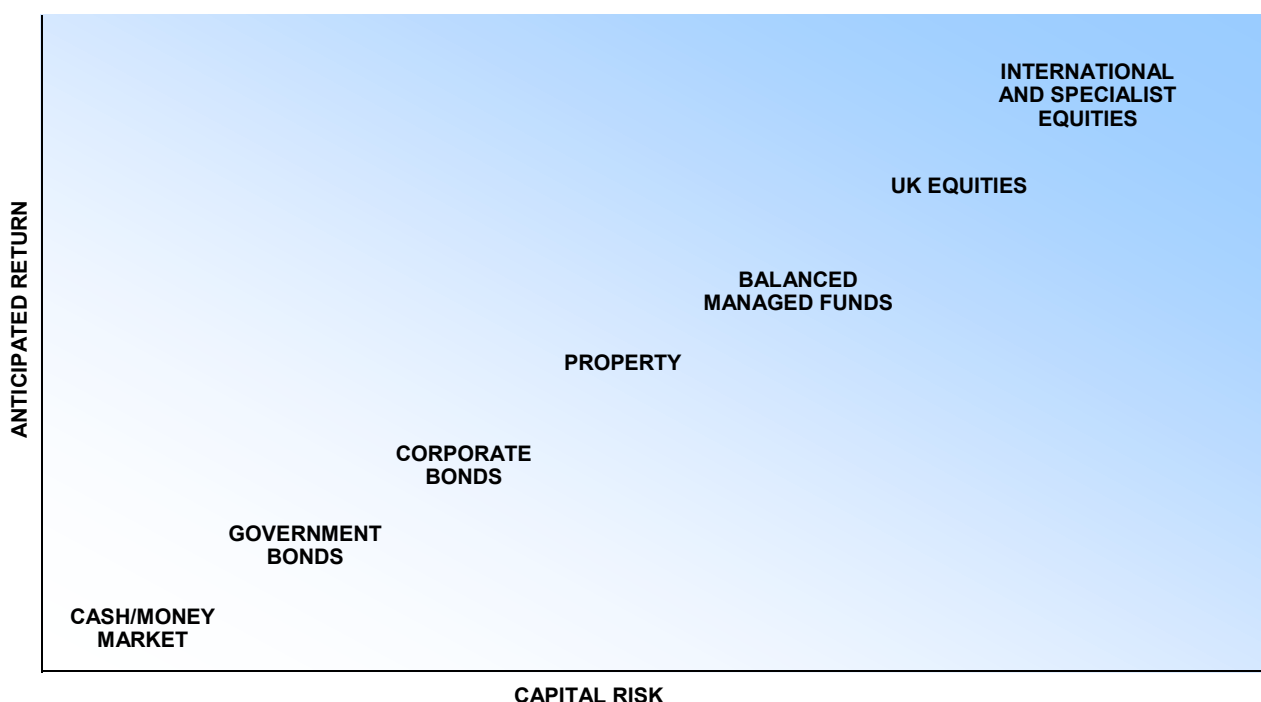 INTERNATIONAL
AND SPECIALIST
EQUITIES
UK EQUITIES
BALANCED
MANAGED FUNDS
PROPERTY
CORPORATE
BONDS
GOVERNMENT
BONDS
CASH/MONEY
MARKET
ANTICIPATED RETURN
CAPITAL RISK